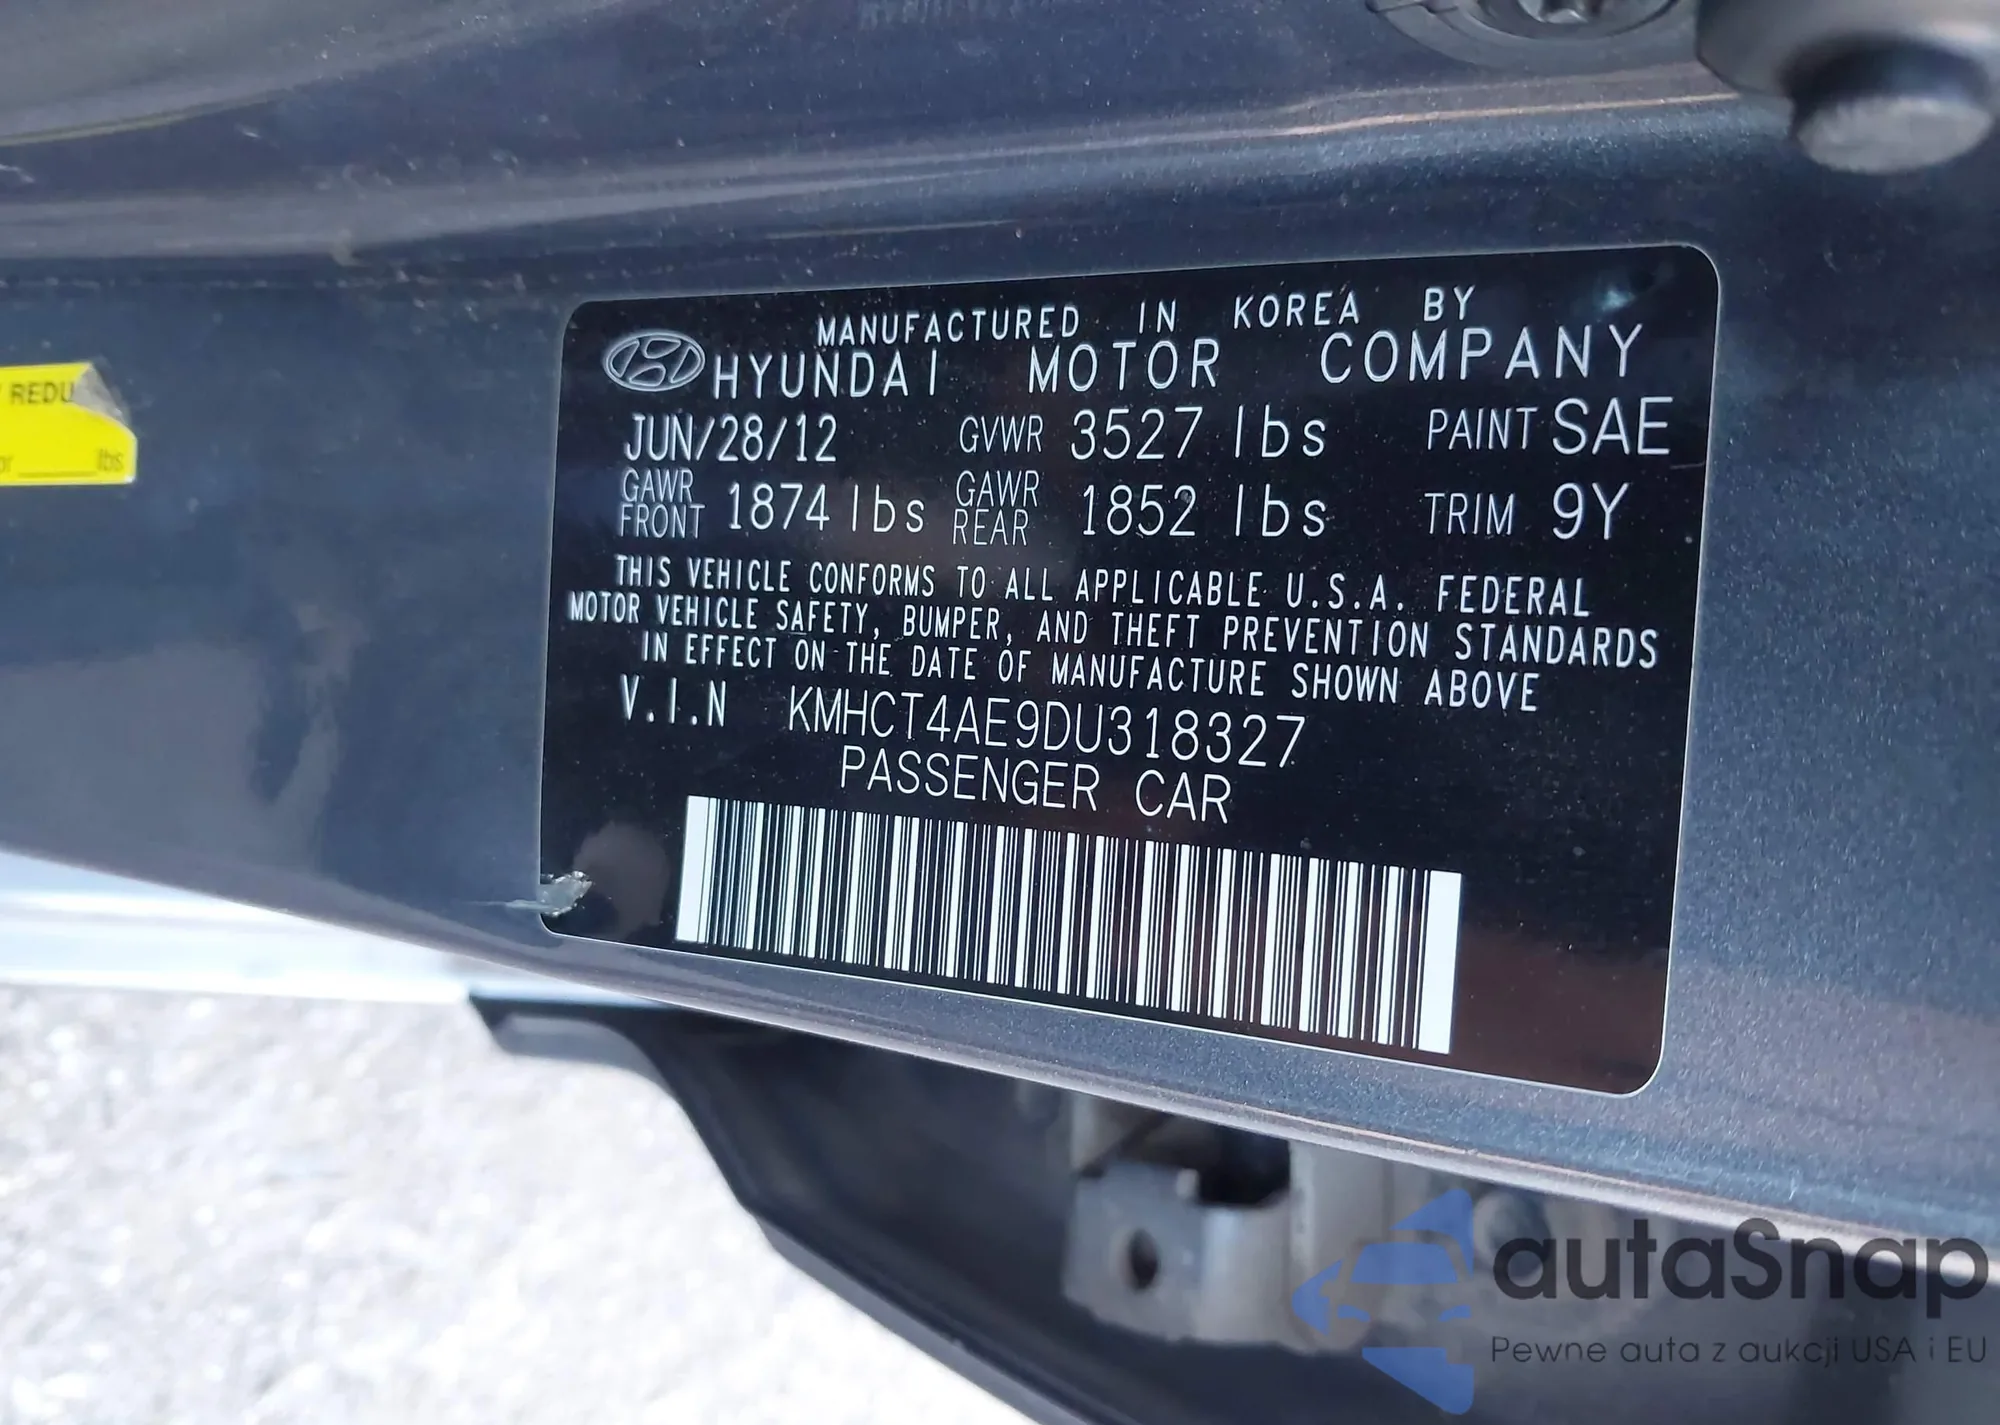 MANUFACTURED IN KOREA BY
HYUNDAI MOTOR COMPANY
JUN/28/12 GVWR 3527 lbs PAINT SAE
GAWR FRONT 1874 lbs GAWR REAR 1852 lbs TRIM 9Y
THIS VEHICLE CONFORMS TO ALL APPLICABLE U.S.A. FEDERAL
MOTOR VEHICLE SAFETY, BUMPER, AND THEFT PREVENTION STANDARDS
IN EFFECT ON THE DATE OF MANUFACTURE SHOWN ABOVE
V.I.N KMHCT4AE9DU318327
PASSENGER CAR
REDU
lbs
autaSnap
Pewne auta z aukcji USA i EU